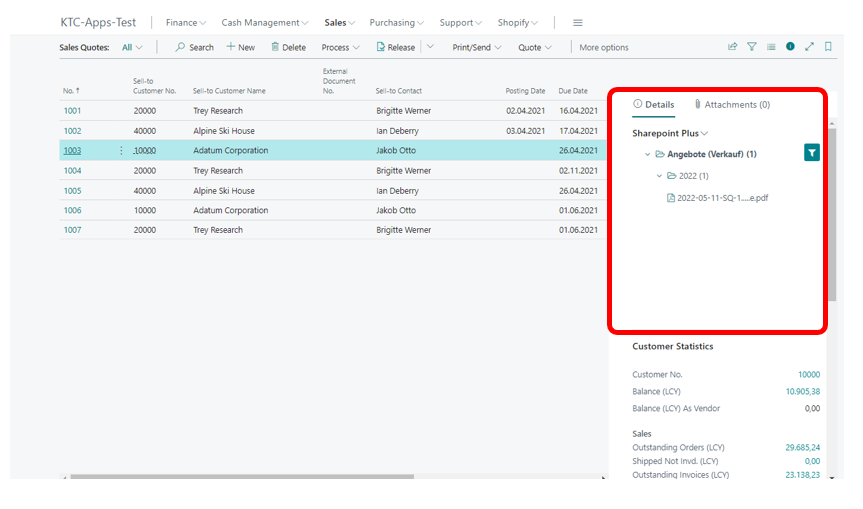 KTC-Apps-Test Finance Cash Management Sales Purchasing Support Shopify
Sales Quotes: All Search New Delete Process Release Print/Send Quote More options
No. ↑ Sell-to Customer No. Sell-to Customer Name External Document No. Sell-to Contact Posting Date Due Date
1001 20000 Trey Research Brigitte Werner 02.04.2021 16.04.2021
1002 40000 Alpine Ski House Ian Deberry 03.04.2021 17.04.2021
1003 10000 Adatum Corporation Jakob Otto 26.04.2021
1004 20000 Trey Research Brigitte Werner 02.11.2021
1005 40000 Alpine Ski House Ian Deberry 26.04.2021
1006 10000 Adatum Corporation Jakob Otto 01.06.2021
1007 20000 Trey Research Brigitte Werner 01.06.2021
Details Attachments (0)
Sharepoint Plus
Angebote (Verkauf) (1)
2022 (1)
2022-05-11-SQ-1.....e.pdf
Customer Statistics
Customer No. 10000
Balance (LCY) 10.905,38
Balance (LCY) As Vendor 0,00
Sales
Outstanding Orders (LCY) 29.685,24
Shipped Not Invd. (LCY) 0,00
Outstanding Invoices (LCY) 23.138,23